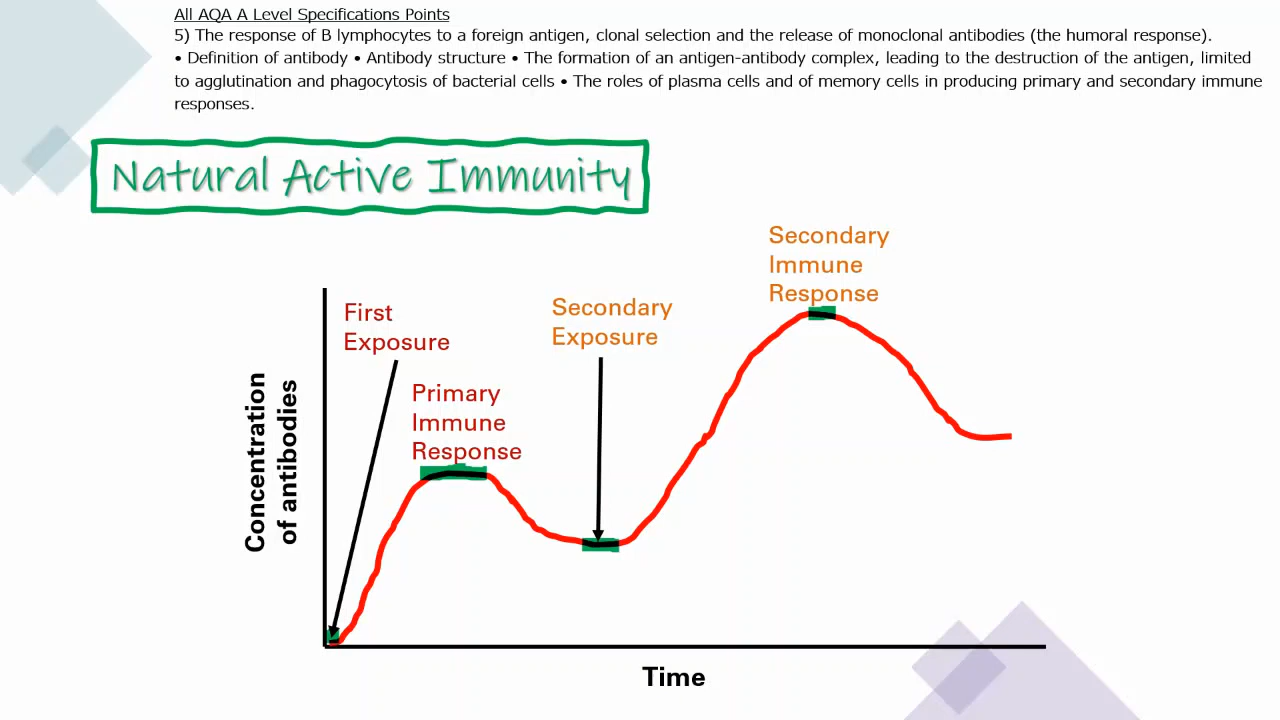 All AQA A Level Specifications Points
5) The response of B lymphocytes to a foreign antigen, clonal selection and the release of monoclonal antibodies (the humoral response).
• Definition of antibody • Antibody structure • The formation of an antigen-antibody complex, leading to the destruction of the antigen, limited
to agglutination and phagocytosis of bacterial cells • The roles of plasma cells and of memory cells in producing primary and secondary immune
responses.
Natural Active Immunity
Secondary
Immune
Response
First
Exposure
Secondary
Exposure
Primary
Immune
Response
Concentration
of antibodies
Time